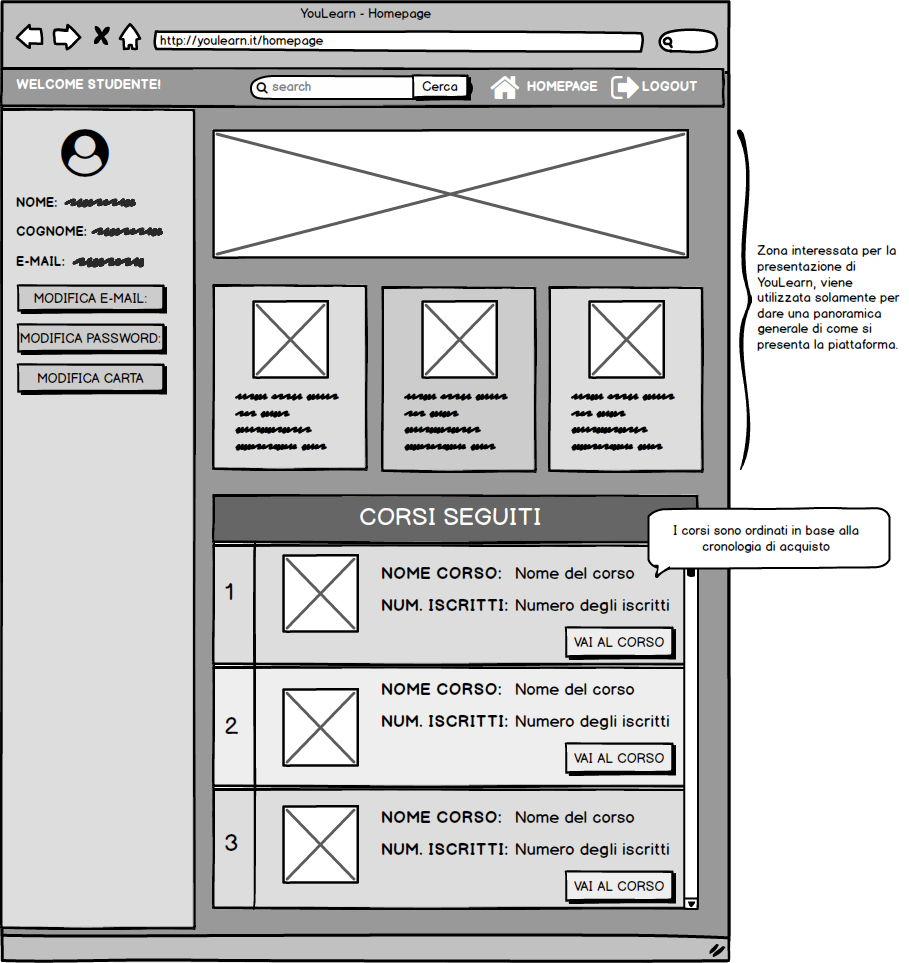 YouLearn - Homepage
http://youlearn.it/homepage
WELCOME STUDENTE!
search
Cerca
HOMEPAGE
LOGOUT
NOME:
COGNOME:
E-MAIL:
MODIFICA E-MAIL:
MODIFICA PASSWORD:
MODIFICA CARTA
Zona interessata per la
presentazione di
YouLearn, viene
utilizzata solamente per
dare una panoramica
generale di come si
presenta la piattaforma.
CORSI SEGUITI
I corsi sono ordinati in base alla
cronologia di acquisto
1
NOME CORSO: Nome del corso
NUM. ISCRITTI: Numero degli iscritti
VAI AL CORSO
2
NOME CORSO: Nome del corso
NUM. ISCRITTI: Numero degli iscritti
VAI AL CORSO
3
NOME CORSO: Nome del corso
NUM. ISCRITTI: Numero degli iscritti
VAI AL CORSO